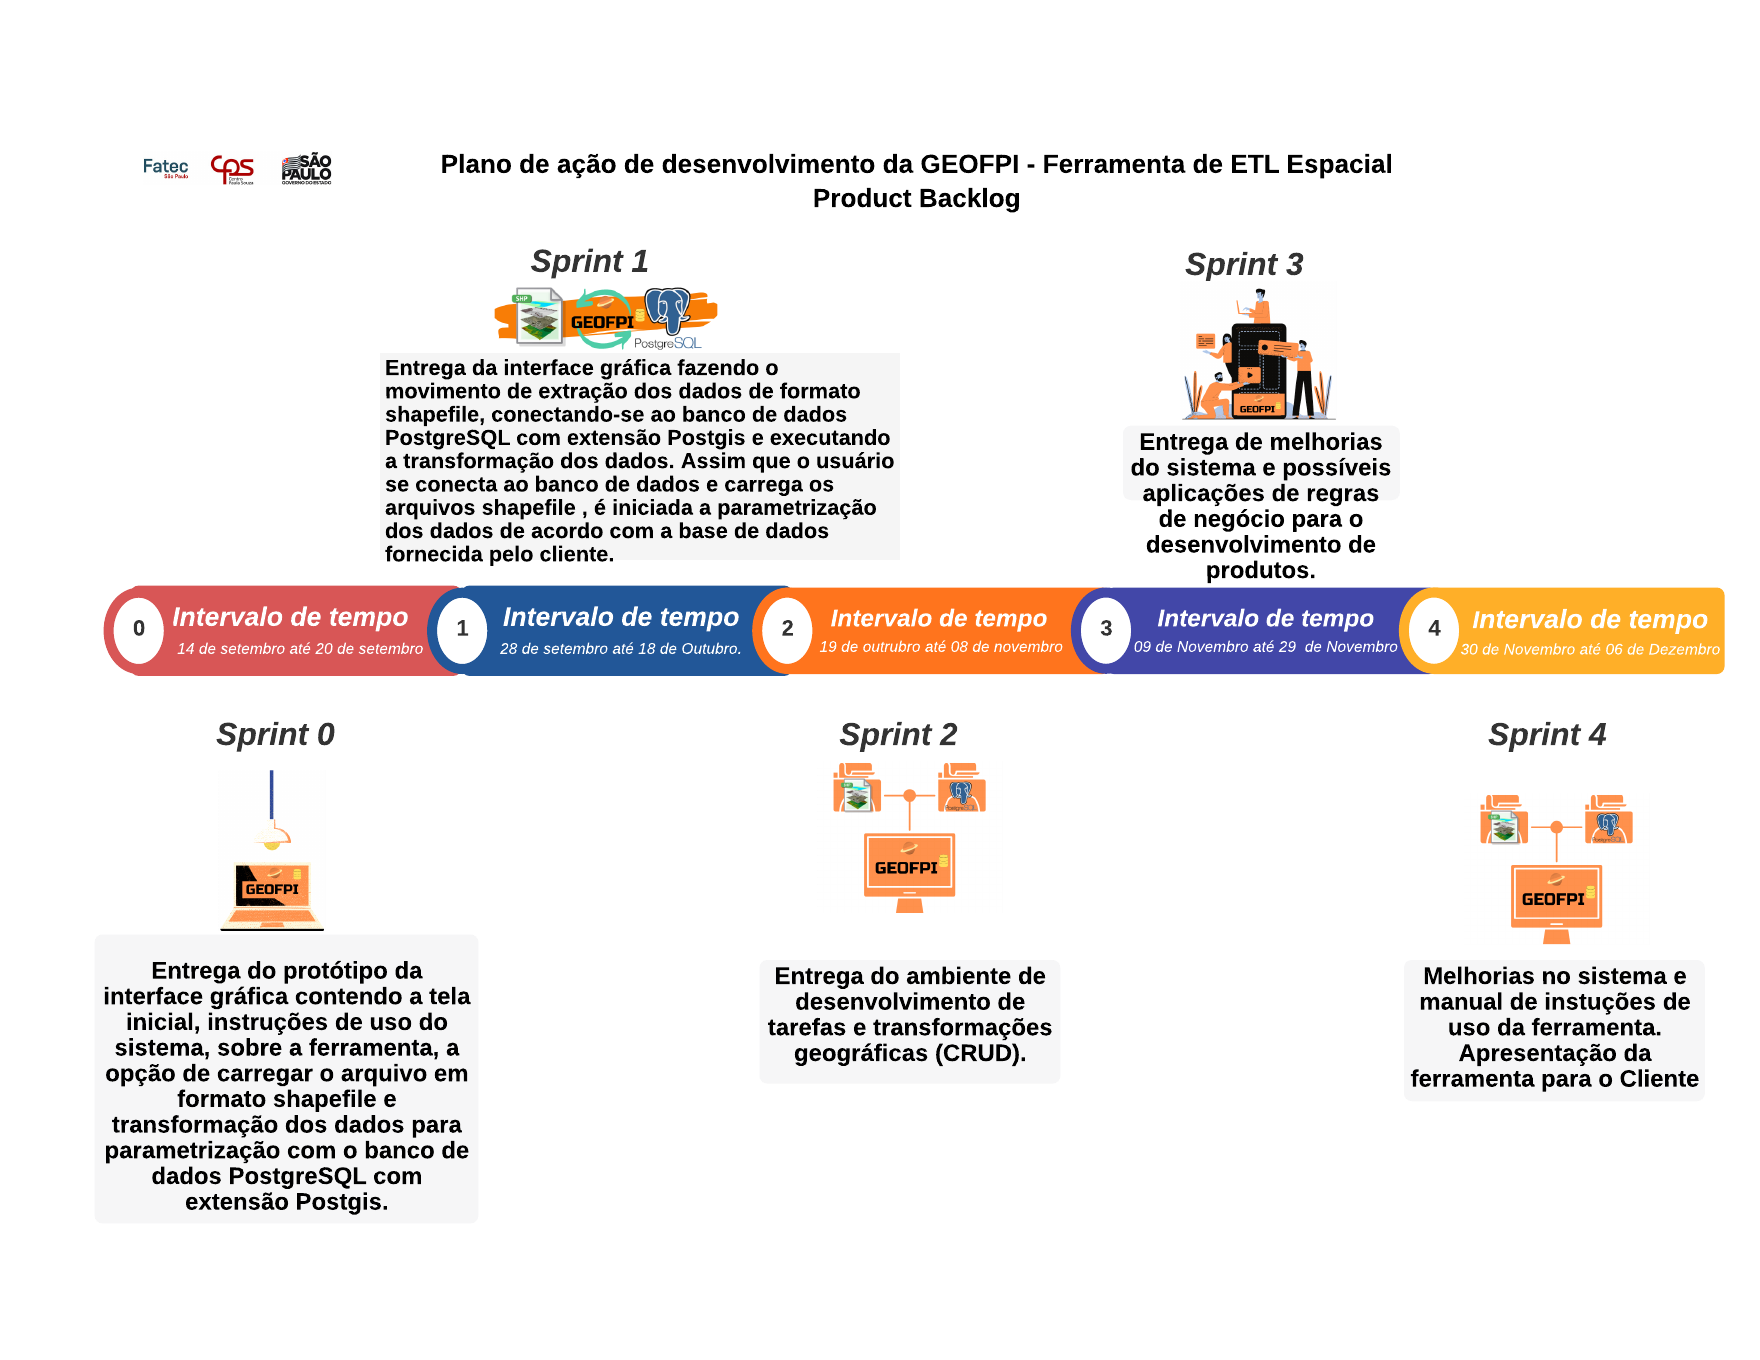 Fatec
São Paulo
cps
Centro
Paula Souza
SÃO
PAULO
GOVERNO DO ESTADO
Plano de ação de desenvolvimento da GEOFPI - Ferramenta de ETL Espacial
Product Backlog
Sprint 1
SHP
GEOFPI
PostgreSQL
Entrega da interface gráfica fazendo o
movimento de extração dos dados de formato
shapefile, conectando-se ao banco de dados
PostgreSQL com extensão Postgis e executando
a transformação dos dados. Assim que o usuário
se conecta ao banco de dados e carrega os
arquivos shapefile , é iniciada a parametrização
dos dados de acordo com a base de dados
fornecida pelo cliente.
Sprint 3
GEOFPI
Entrega de melhorias
do sistema e possíveis
aplicações de regras
de negócio para o
desenvolvimento de
produtos.
0
Intervalo de tempo
14 de setembro até 20 de setembro
1
Intervalo de tempo
28 de setembro até 18 de Outubro.
2
Intervalo de tempo
19 de outrubro até 08 de novembro
3
Intervalo de tempo
09 de Novembro até 29  de Novembro
4
Intervalo de tempo
30 de Novembro até 06 de Dezembro
Sprint 0
GEOFPI
Entrega do protótipo da
interface gráfica contendo a tela
inicial, instruções de uso do
sistema, sobre a ferramenta, a
opção de carregar o arquivo em
formato shapefile e
transformação dos dados para
parametrização com o banco de
dados PostgreSQL com
extensão Postgis.
Sprint 2
SHP
PostgreSQL
GEOFPI
Entrega do ambiente de
desenvolvimento de
tarefas e transformações
geográficas (CRUD).
Sprint 4
SHP
PostgreSQL
GEOFPI
Melhorias no sistema e
manual de instuções de
uso da ferramenta.
Apresentação da
ferramenta para o Cliente